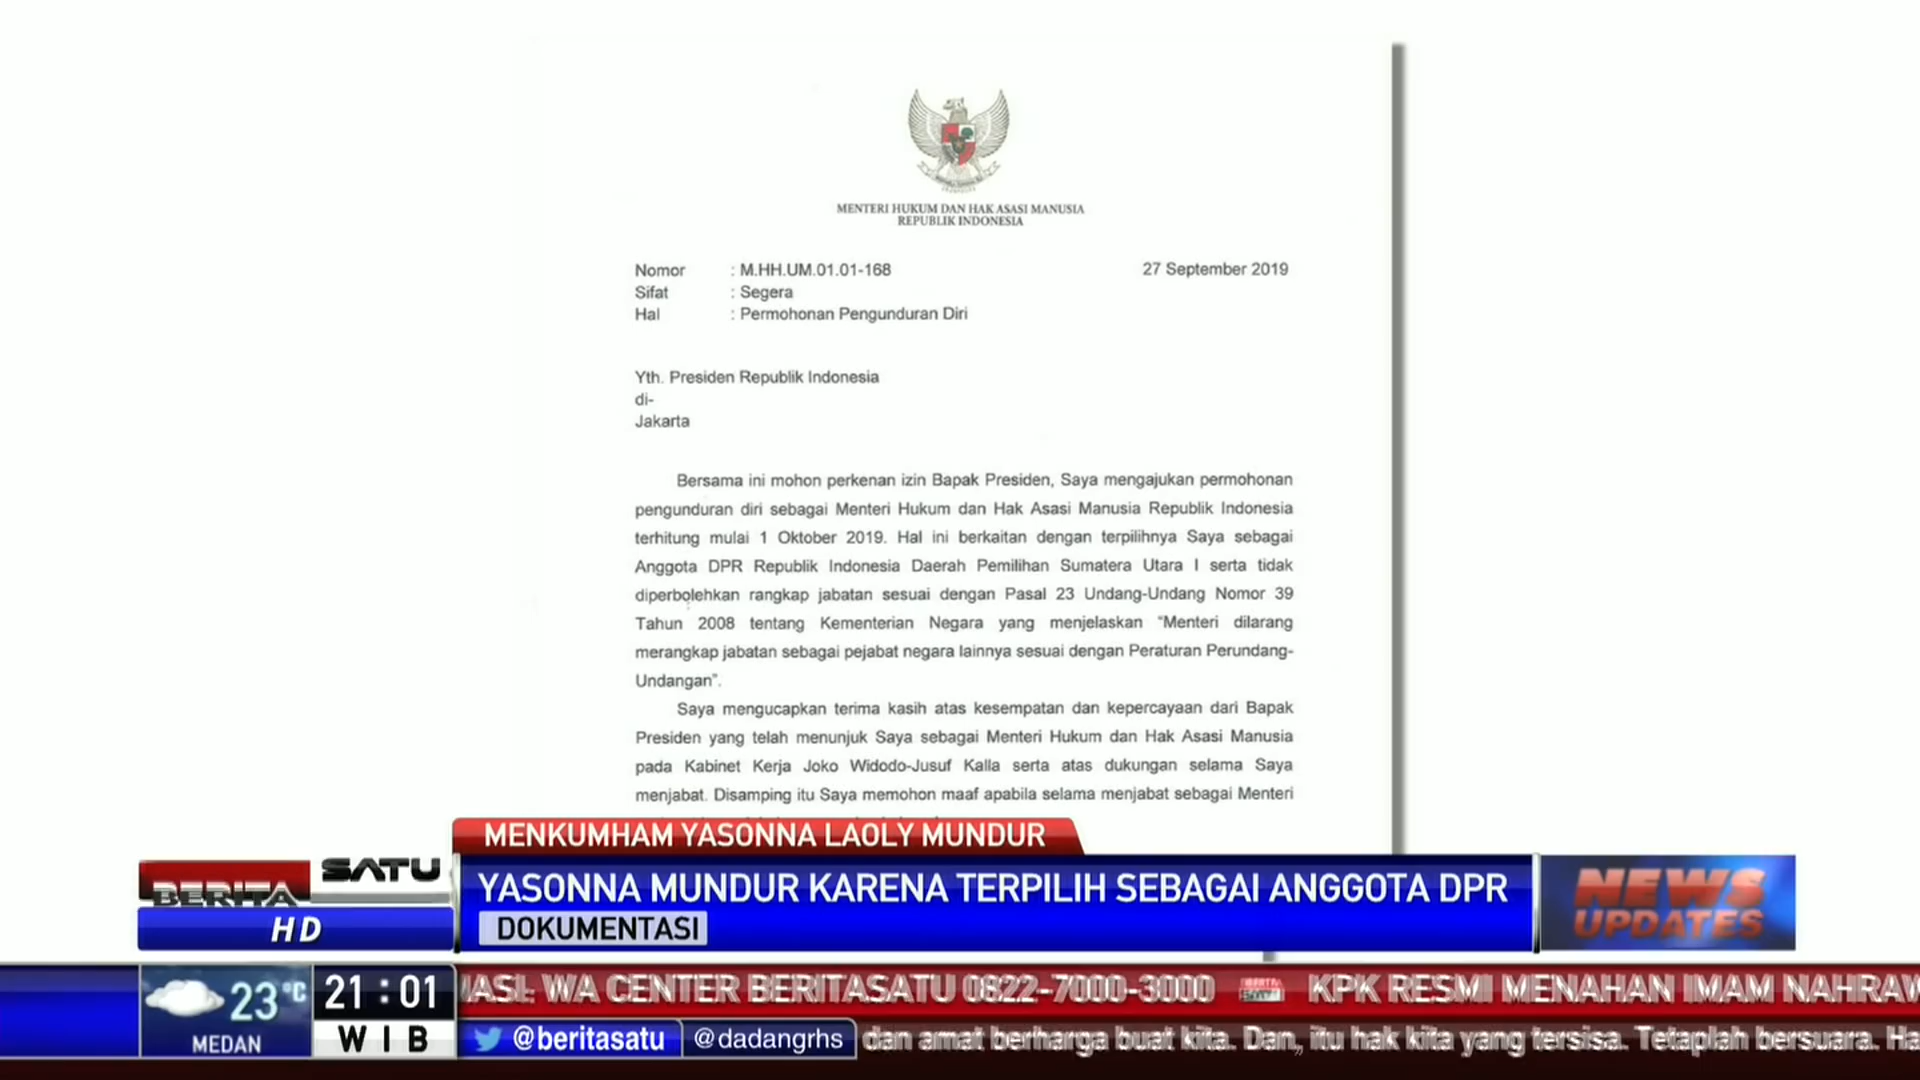 MENTERI HUKUM DAN HAK ASASI MANUSIA
REPUBLIK INDONESIA
Nomor : M.HH.UM.01.01-168 27 September 2019
Sifat : Segera
Hal : Permohonan Pengunduran Diri
Yth. Presiden Republik Indonesia
di-
Jakarta
Bersama ini mohon perkenan izin Bapak Presiden, Saya mengajukan permohonan
pengunduran diri sebagai Menteri Hukum dan Hak Asasi Manusia Republik Indonesia
terhitung mulai 1 Oktober 2019. Hal ini berkaitan dengan terpilihnya Saya sebagai
Anggota DPR Republik Indonesia Daerah Pemilihan Sumatera Utara I serta tidak
diperbolehkan rangkap jabatan sesuai dengan Pasal 23 Undang-Undang Nomor 39
Tahun 2008 tentang Kementerian Negara yang menjelaskan “Menteri dilarang
merangkap jabatan sebagai pejabat negara lainnya sesuai dengan Peraturan Perundang-
Undangan”.
Saya mengucapkan terima kasih atas kesempatan dan kepercayaan dari Bapak
Presiden yang telah menunjuk Saya sebagai Menteri Hukum dan Hak Asasi Manusia
pada Kabinet Kerja Joko Widodo-Jusuf Kalla serta atas dukungan selama Saya
menjabat. Disamping itu Saya memohon maaf apabila selama menjabat sebagai Menteri
MENKUMHAM YASONNA LAOLY MUNDUR
BERITA SATU
HD
YASONNA MUNDUR KARENA TERPILIH SEBAGAI ANGGOTA DPR
DOKUMENTASI
NEWS
UPDATES
23°C
MEDAN
21:01
WIB
ASI: WA CENTER BERITASATU 0822-7000-3000 BERITA SATU KPK RESMI MENAHAN IMAM NAHRAW
@beritasatu @dadangrhs dan amat berharga buat kita. Dan, itu hak kita yang tersisa. Tetaplah bersuara. Ha